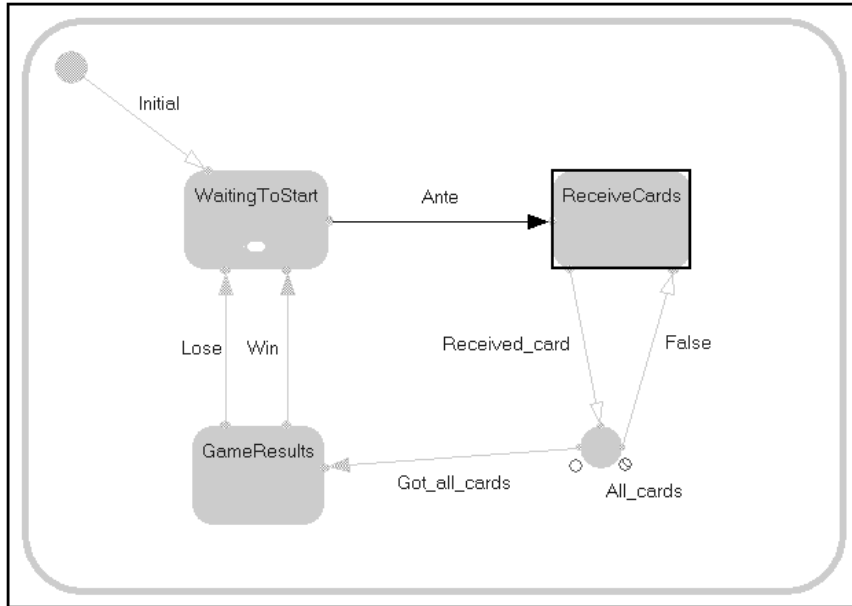 Initial
WaitingToStart
Ante
ReceiveCards
Lose
Win
Received_card
False
GameResults
Got_all_cards
All_cards